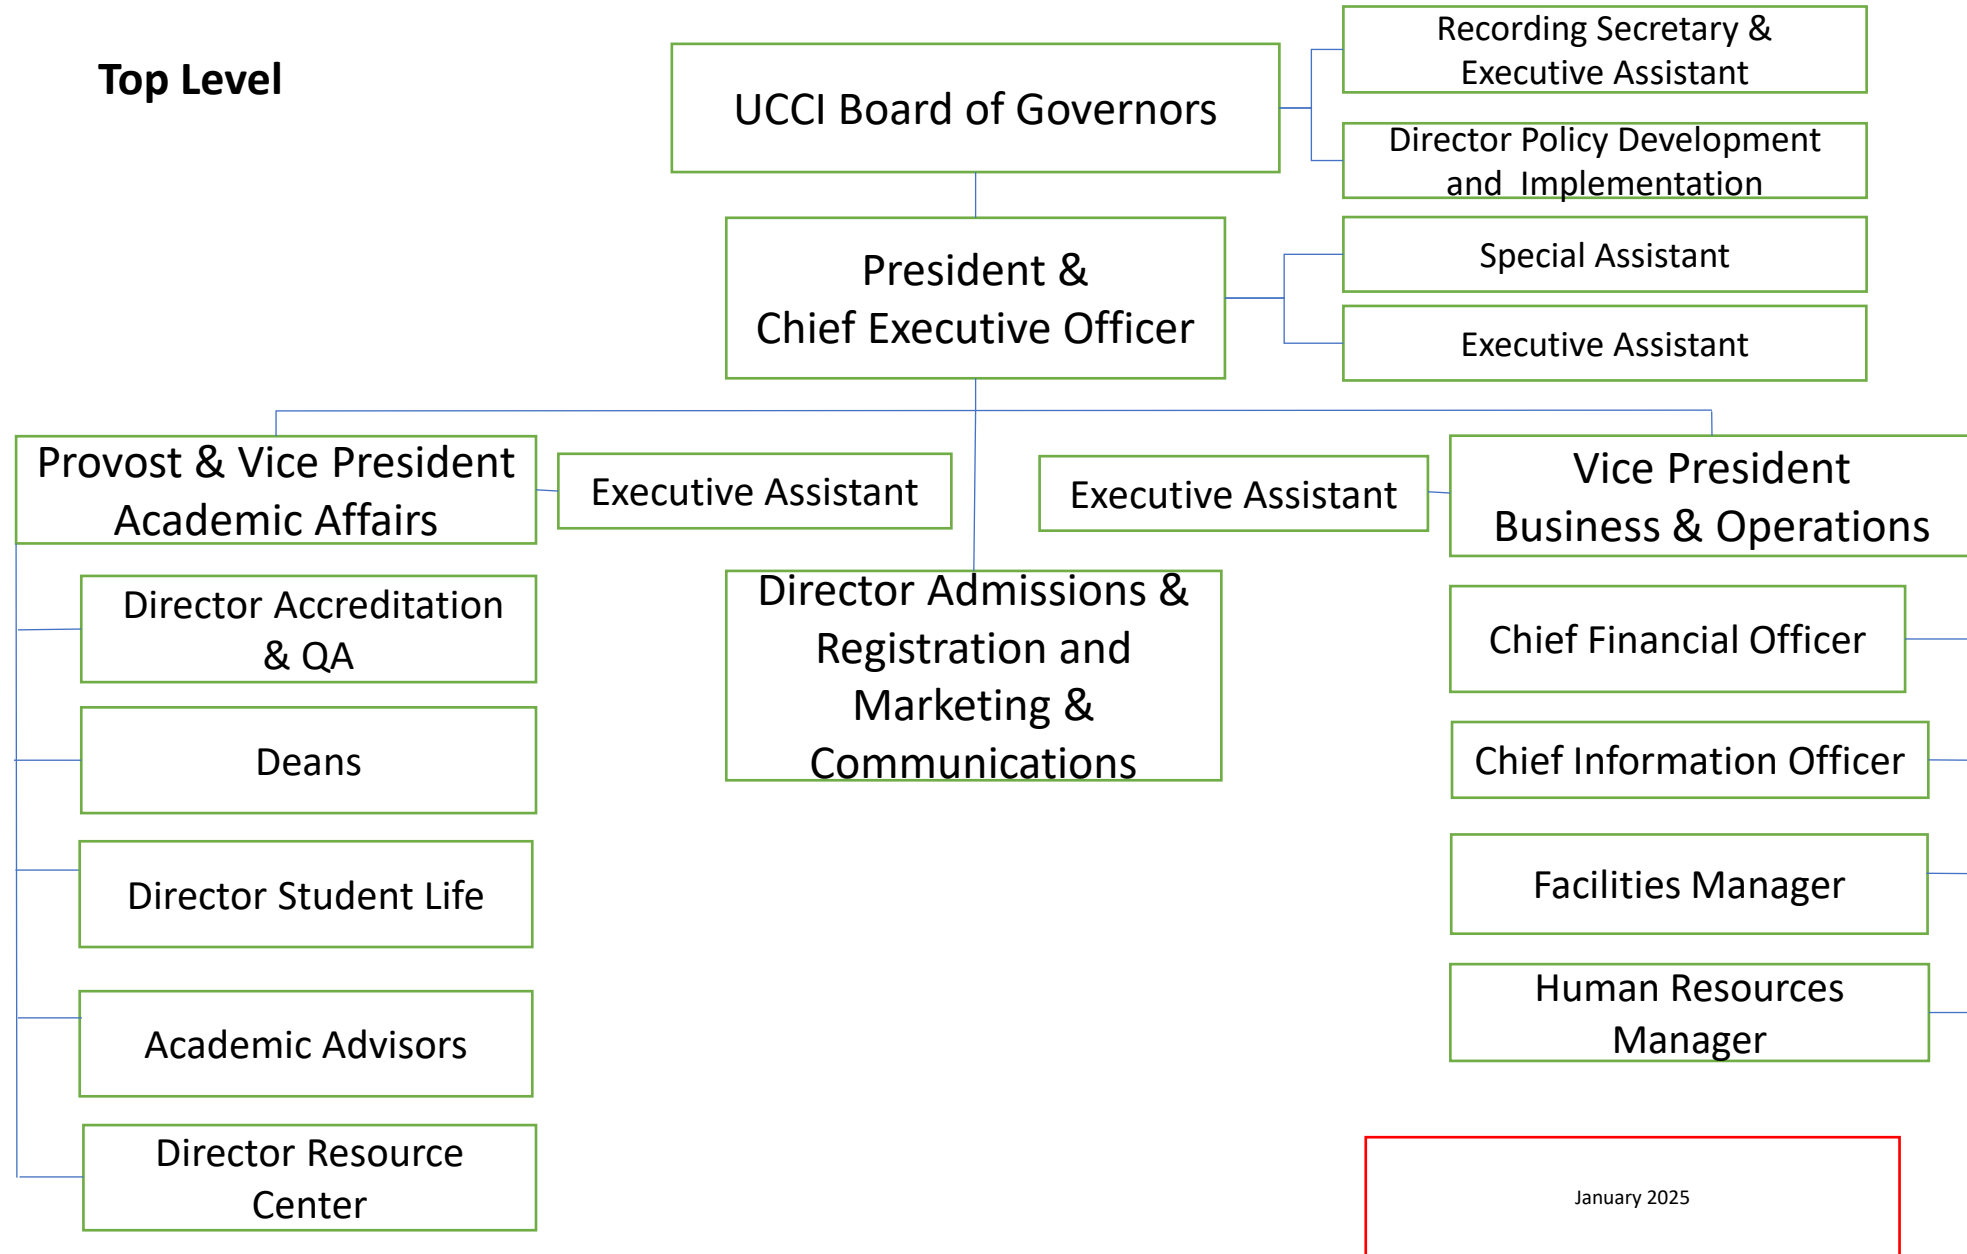 Top Level
UCCI Board of Governors
Recording Secretary &
Executive Assistant
Director Policy Development
and Implementation
President &
Chief Executive Officer
Special Assistant
Executive Assistant
Provost & Vice President
Academic Affairs
Executive Assistant
Executive Assistant
Vice President
Business & Operations
Director Accreditation
& QA
Deans
Director Student Life
Academic Advisors
Director Resource
Center
Director Admissions &
Registration and
Marketing &
Communications
Chief Financial Officer
Chief Information Officer
Facilities Manager
Human Resources
Manager
January 2025